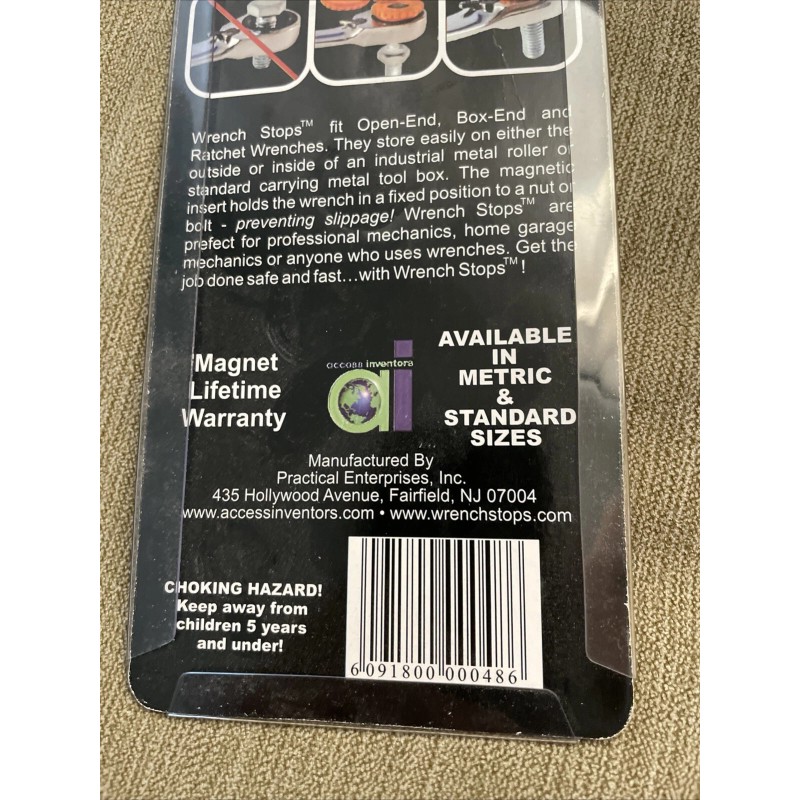 Wrench Stops™ fit Open-End, Box-End and
Ratchet Wrenches. They store easily on either the
outside or inside of an industrial metal roller or
standard carrying metal tool box. The magnetic
insert holds the wrench in a fixed position to a nut or
bolt - preventing slippage! Wrench Stops™ are
prefect for professional mechanics, home garage
mechanics or anyone who uses wrenches. Get the
job done safe and fast...with Wrench Stops™!
Magnet
Lifetime
Warranty
access inventors
ai
AVAILABLE
IN
METRIC
&
STANDARD
SIZES
Manufactured By
Practical Enterprises, Inc.
435 Hollywood Avenue, Fairfield, NJ 07004
www.accessinventors.com • www.wrenchstops.com
CHOKING HAZARD!
Keep away from
children 5 years
and under!
6 091800 000486